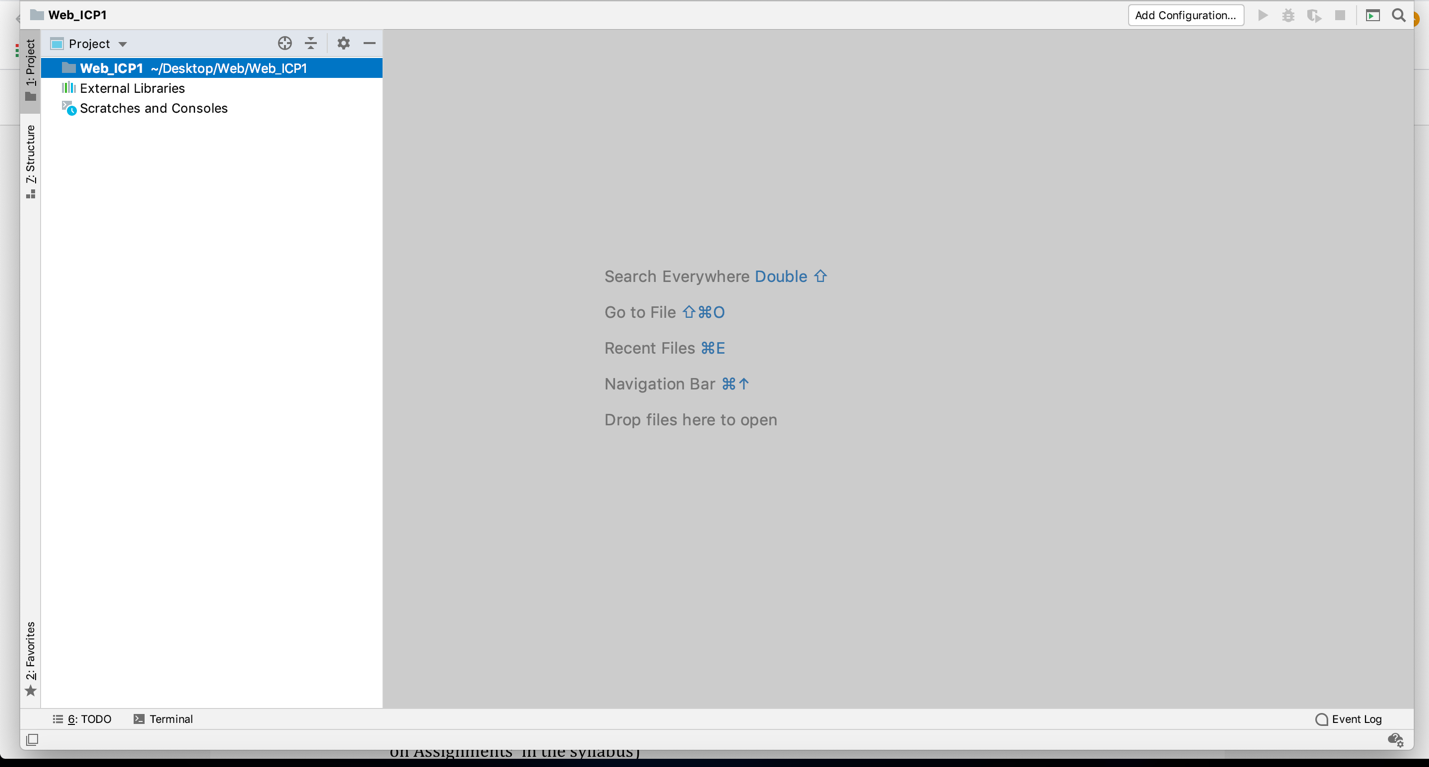 Web_ICP1
Add Configuration...
1: Project
Project
Web_ICP1 ~/Desktop/Web/Web_ICP1
External Libraries
Scratches and Consoles
7: Structure
Search Everywhere Double ⇧
Go to File ⇧⌘O
Recent Files ⌘E
Navigation Bar ⌘↑
Drop files here to open
2: Favorites
6: TODO
Terminal
Event Log
on Assignments" in the syllabus)